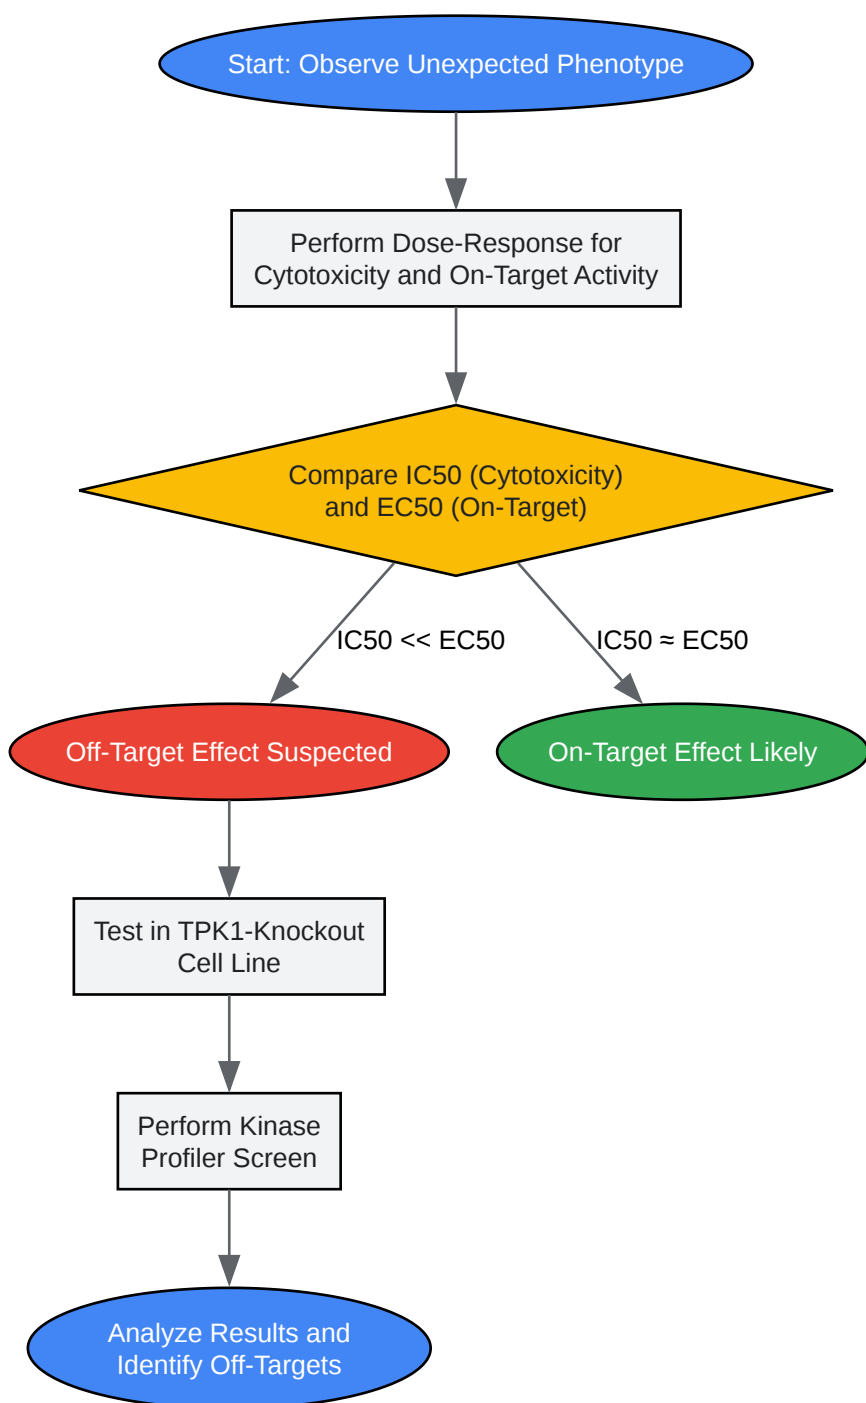 Start: Observe Unexpected Phenotype
Perform Dose-Response for
Cytotoxicity and On-Target Activity
Compare IC50 (Cytotoxicity)
and EC50 (On-Target)
IC50 << EC50
IC50 ≈ EC50
Off-Target Effect Suspected
On-Target Effect Likely
Test in TPK1-Knockout
Cell Line
Perform Kinase
Profiler Screen
Analyze Results and
Identify Off-Targets